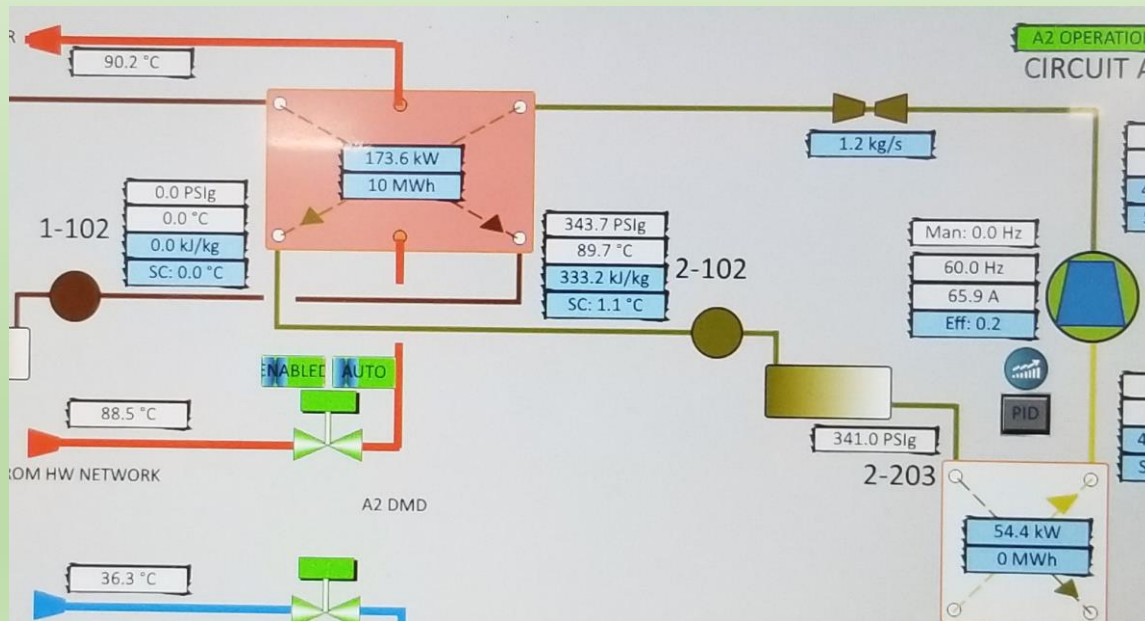 R
90.2 °C
A2 OPERATION
CIRCUIT A
173.6 kW
10 MWh
1.2 kg/s
1-102
0.0 PSIg
0.0 °C
0.0 kJ/kg
SC: 0.0 °C
343.7 PSIg
89.7 °C
333.2 kJ/kg
SC: 1.1 °C
2-102
Man: 0.0 Hz
60.0 Hz
65.9 A
Eff: 0.2
ENABLED AUTO
PID
88.5 °C
341.0 PSIg
ROM HW NETWORK
2-203
A2 DMD
54.4 kW
0 MWh
36.3 °C